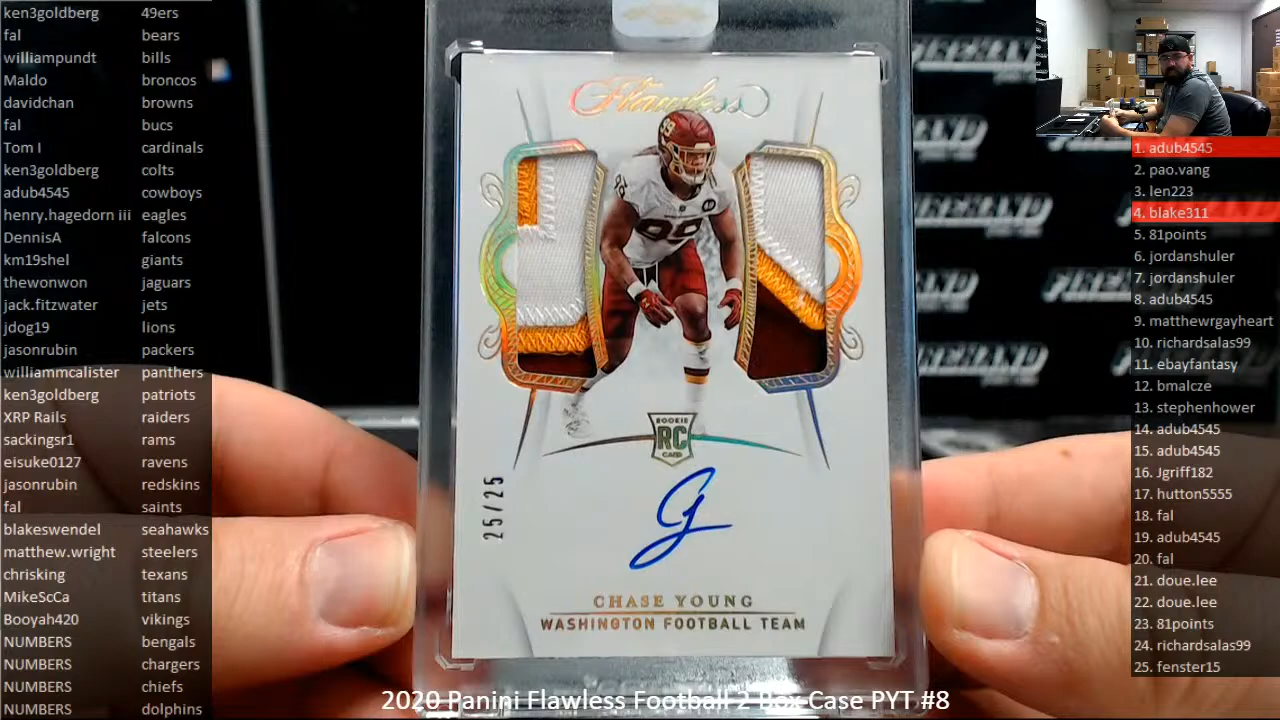 ken3goldberg 49ers
fal bears
williampundt bills
Maldo broncos
davidchan browns
fal bucs
Tom I cardinals
ken3goldberg colts
adub4545 cowboys
henry.hagedorn iii eagles
DennisA falcons
km19shel giants
thewonwon jaguars
jack.fitzwater jets
jdog19 lions
jasonrubin packers
williammcalister panthers
ken3goldberg patriots
XRP Rails raiders
sackingsr1 rams
eisuke0127 ravens
jasonrubin redskins
fal saints
blakeswendel seahawks
matthew.wright steelers
chrisking texans
MikeScCa titans
Booyah420 vikings
NUMBERS bengals
NUMBERS chargers
NUMBERS chiefs
NUMBERS dolphins
Flawless
99
99
ROOKIE
RC
CARD
25/25
CHASE YOUNG
WASHINGTON FOOTBALL TEAM
2020 Panini Flawless Football 2 Box Case PYT #8
1. adub4545
2. pao.vang
3. len223
4. blake311
5. 81points
6. jordanshuler
7. jordanshuler
8. adub4545
9. matthewrgayheart
10. richardsalas99
11. ebayfantasy
12. bmalcze
13. stephenhower
14. adub4545
15. adub4545
16. Jgriff182
17. hutton5555
18. fal
19. adub4545
20. fal
21. doue.lee
22. doue.lee
23. 81points
24. richardsalas99
25. fenster15